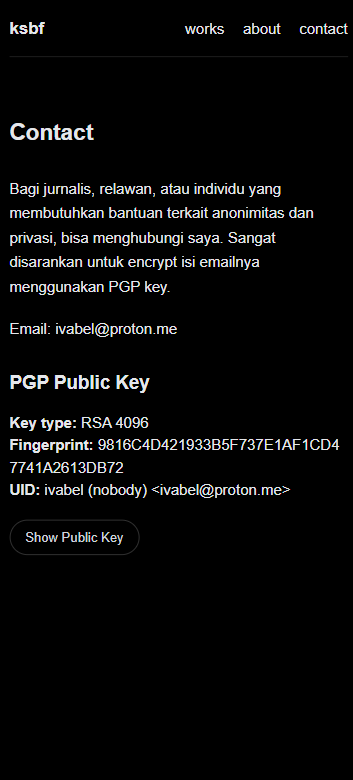 ksbf
works about contact
Contact
Bagi jurnalis, relawan, atau individu yang
membutuhkan bantuan terkait anonimitas dan
privasi, bisa menghubungi saya. Sangat
disarankan untuk encrypt isi emailnya
menggunakan PGP key.
Email: ivabel@proton.me
PGP Public Key
Key type: RSA 4096
Fingerprint: 9816C4D421933B5F737E1AF1CD4
7741A2613DB72
UID: ivabel (nobody) <ivabel@proton.me>
Show Public Key